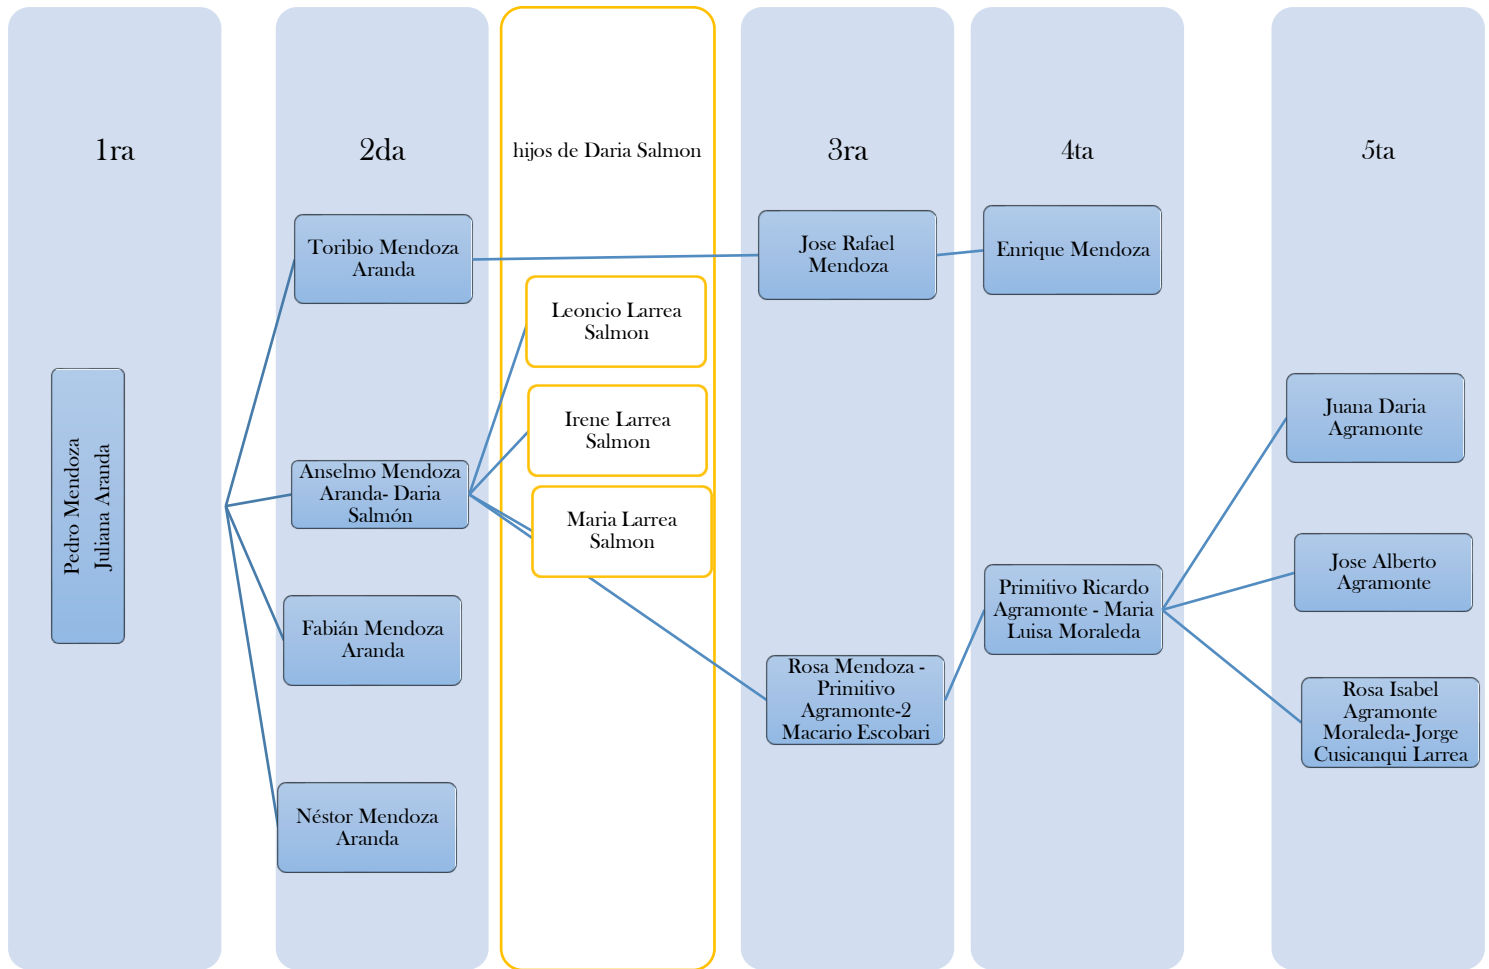 1ra
2da
hijos de Daria Salmon
3ra
4ta
5ta
Pedro Mendoza
Juliana Aranda
Toribio Mendoza
Aranda
Anselmo Mendoza
Aranda- Daria
Salmón
Fabián Mendoza
Aranda
Néstor Mendoza
Aranda
Leoncio Larrea
Salmon
Irene Larrea
Salmon
Maria Larrea
Salmon
Jose Rafael
Mendoza
Rosa Mendoza -
Primitivo
Agramonte-2
Macario Escobari
Enrique Mendoza
Primitivo Ricardo
Agramonte - Maria
Luisa Moraleda
Juana Daria
Agramonte
Jose Alberto
Agramonte
Rosa Isabel
Agramonte
Moraleda- Jorge
Cusicanqui Larrea